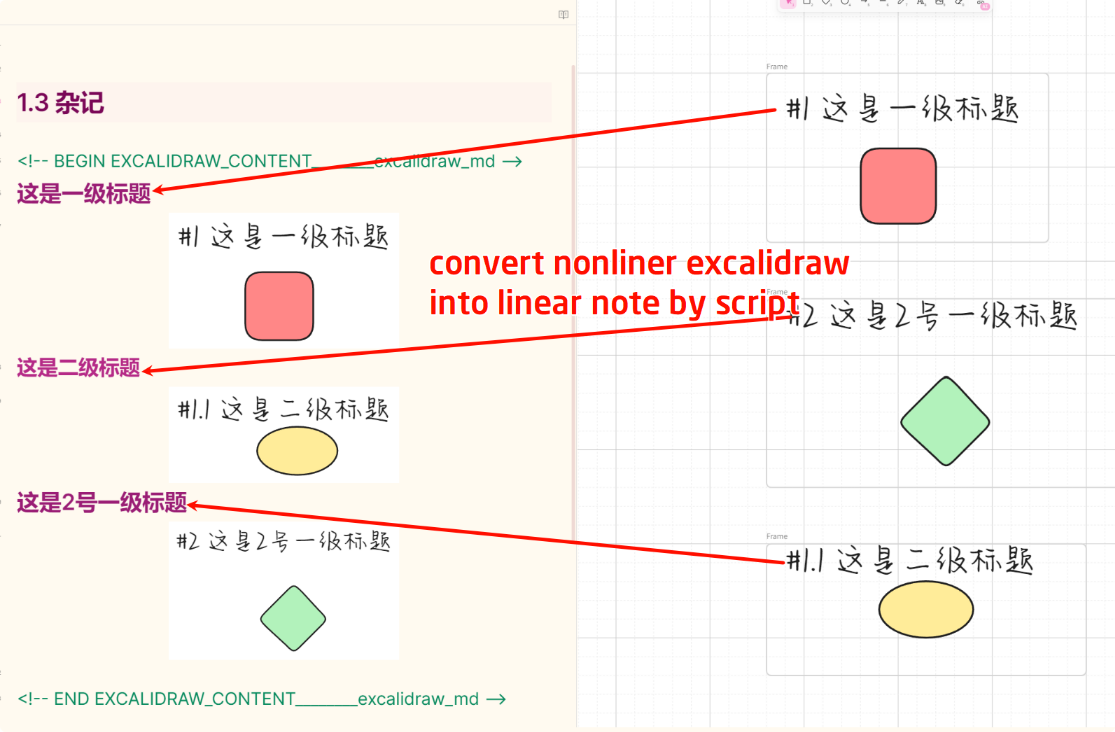 1.3 杂记
<!-- BEGIN EXCALIDRAW_CONTENT________excalidraw_md -->
这是一级标题
#1 这是一级标题
这是二级标题
#1.1 这是二级标题
这是2号一级标题
#2 这是2号一级标题
<!-- END EXCALIDRAW_CONTENT________excalidraw_md -->
convert nonliner excalidraw
into linear note by script
Frame
#1 这是一级标题
Frame
#2 这是2号一级标题
Frame
#1.1 这是二级标题